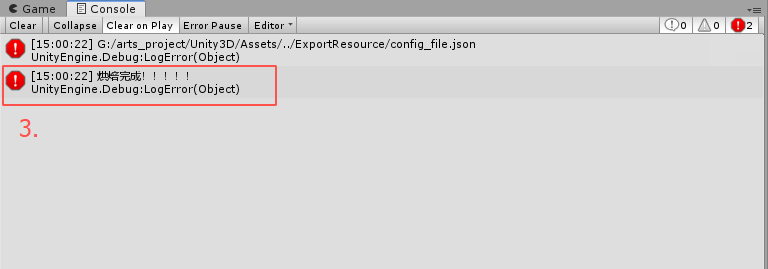 Game Console
Clear Collapse Clear on Play Error Pause Editor 0 0 2
[15:00:22] G:/arts_project/Unity3D/Assets/../ExportResource/config_file.json
UnityEngine.Debug:LogError(Object)
[15:00:22] 烘焙完成！！！！！
UnityEngine.Debug:LogError(Object)
3.